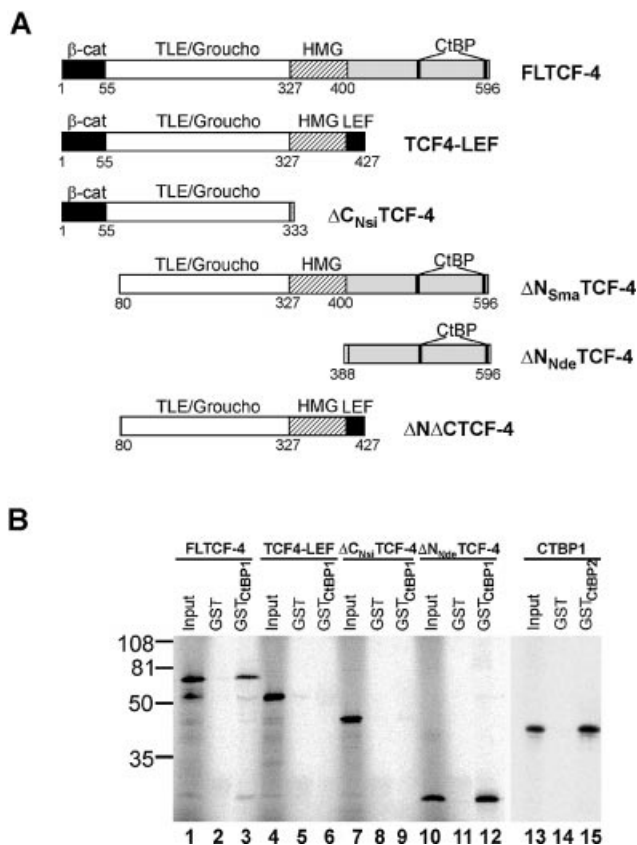 A
β-cat TLE/Groucho HMG CtBP
FLTCF-4
1 55 327 400 596
β-cat TLE/Groucho HMG LEF
TCF4-LEF
1 55 327 427
β-cat TLE/Groucho
ΔCNsiTCF-4
1 55 333
TLE/Groucho HMG CtBP
ΔNSmaTCF-4
80 327 400 596
CtBP
ΔNNdeTCF-4
388 596
TLE/Groucho HMG LEF
ΔNΔCTCF-4
80 327 427
B
FLTCF-4 TCF4-LEF ΔCNsiTCF-4 ΔNNdeTCF-4 CTBP1
Input GST GSTCtBP1 Input GST GSTCtBP1 Input GST GSTCtBP1 Input GST GSTCtBP1 Input GST GSTCtBP2
108
81
50
35
1 2 3 4 5 6 7 8 9 10 11 12 13 14 15